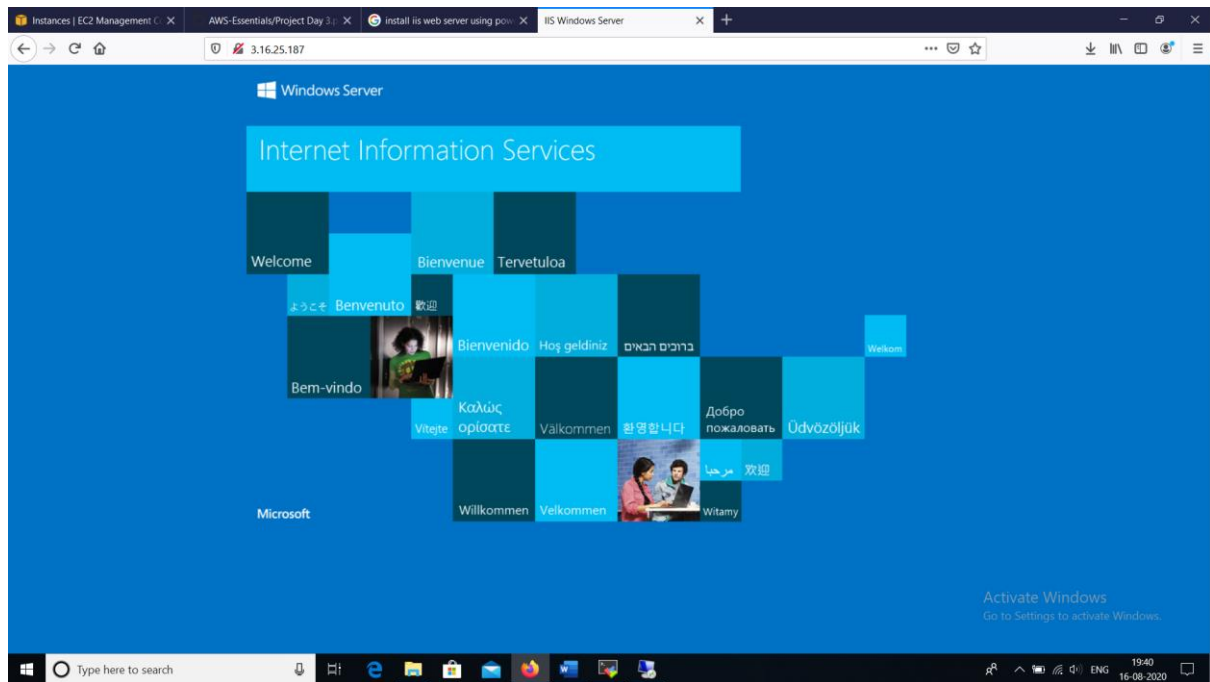 Instances | EC2 Management C
AWS-Essentials/Project Day 3.p
install iis web server using pow
IIS Windows Server
3.16.25.187
Windows Server
Internet Information Services
Welcome
Bienvenue
Tervetuloa
ようこそ
Benvenuto
歡迎
Bienvenido
Hoş geldiniz
ברוכים הבאים
Welkom
Bem-vindo
Vítejte
Καλώς
ορίσατε
Välkommen
환영합니다
Добро
пожаловать
Üdvözöljük
مرحبا
欢迎
Microsoft
Willkommen
Velkommen
Witamy
Activate Windows
Go to Settings to activate Windows.
Type here to search
ENG
19:40
16-08-2020